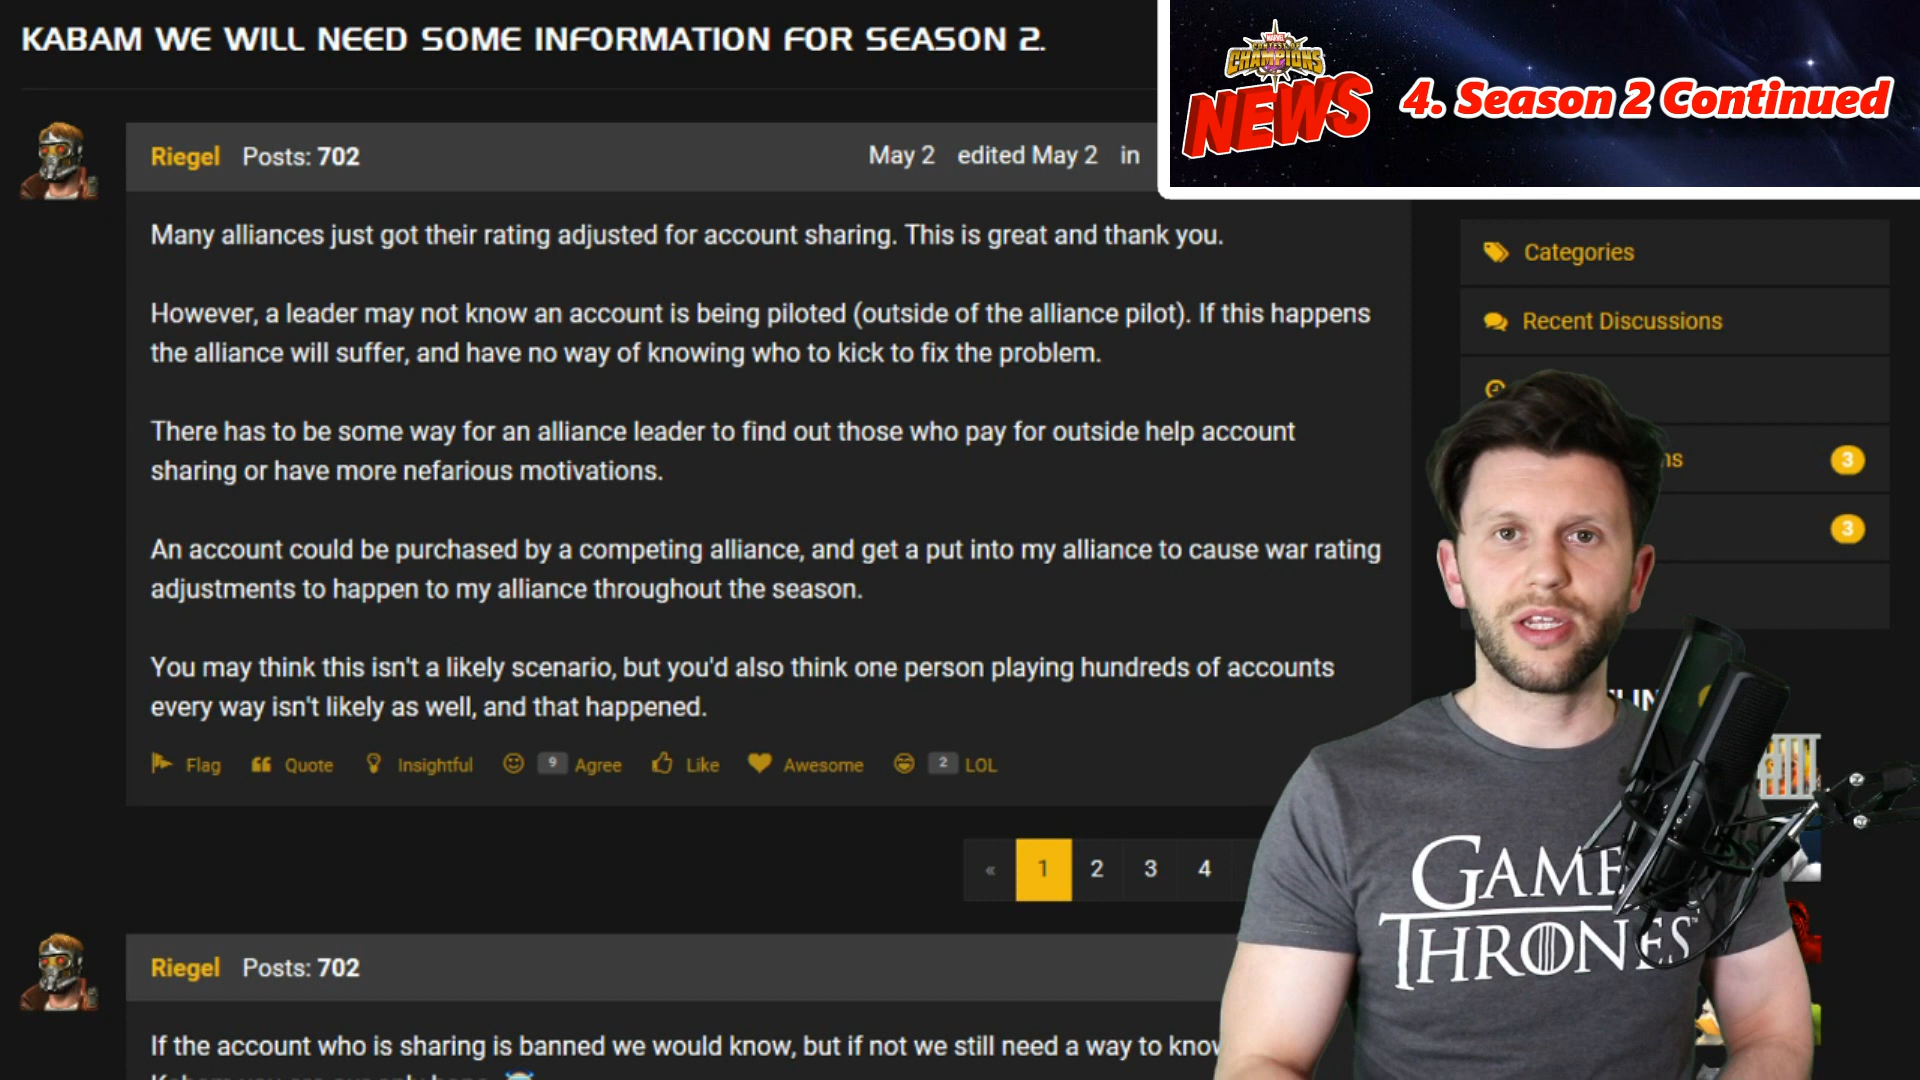 KABAM WE WILL NEED SOME INFORMATION FOR SEASON 2.
MARVEL
CONTEST OF
CHAMPIONS
NEWS
4. Season 2 Continued
Riegel Posts: 702 May 2 edited May 2 in
Many alliances just got their rating adjusted for account sharing. This is great and thank you.
However, a leader may not know an account is being piloted (outside of the alliance pilot). If this happens
the alliance will suffer, and have no way of knowing who to kick to fix the problem.
There has to be some way for an alliance leader to find out those who pay for outside help account
sharing or have more nefarious motivations.
An account could be purchased by a competing alliance, and get a put into my alliance to cause war rating
adjustments to happen to my alliance throughout the season.
You may think this isn't a likely scenario, but you'd also think one person playing hundreds of accounts
every way isn't likely as well, and that happened.
Flag Quote Insightful 9 Agree Like Awesome 2 LOL
« 1 2 3 4
Riegel Posts: 702
If the account who is sharing is banned we would know, but if not we still need a way to know
Categories
Recent Discussions
ns 3
3
GAME
THRONES